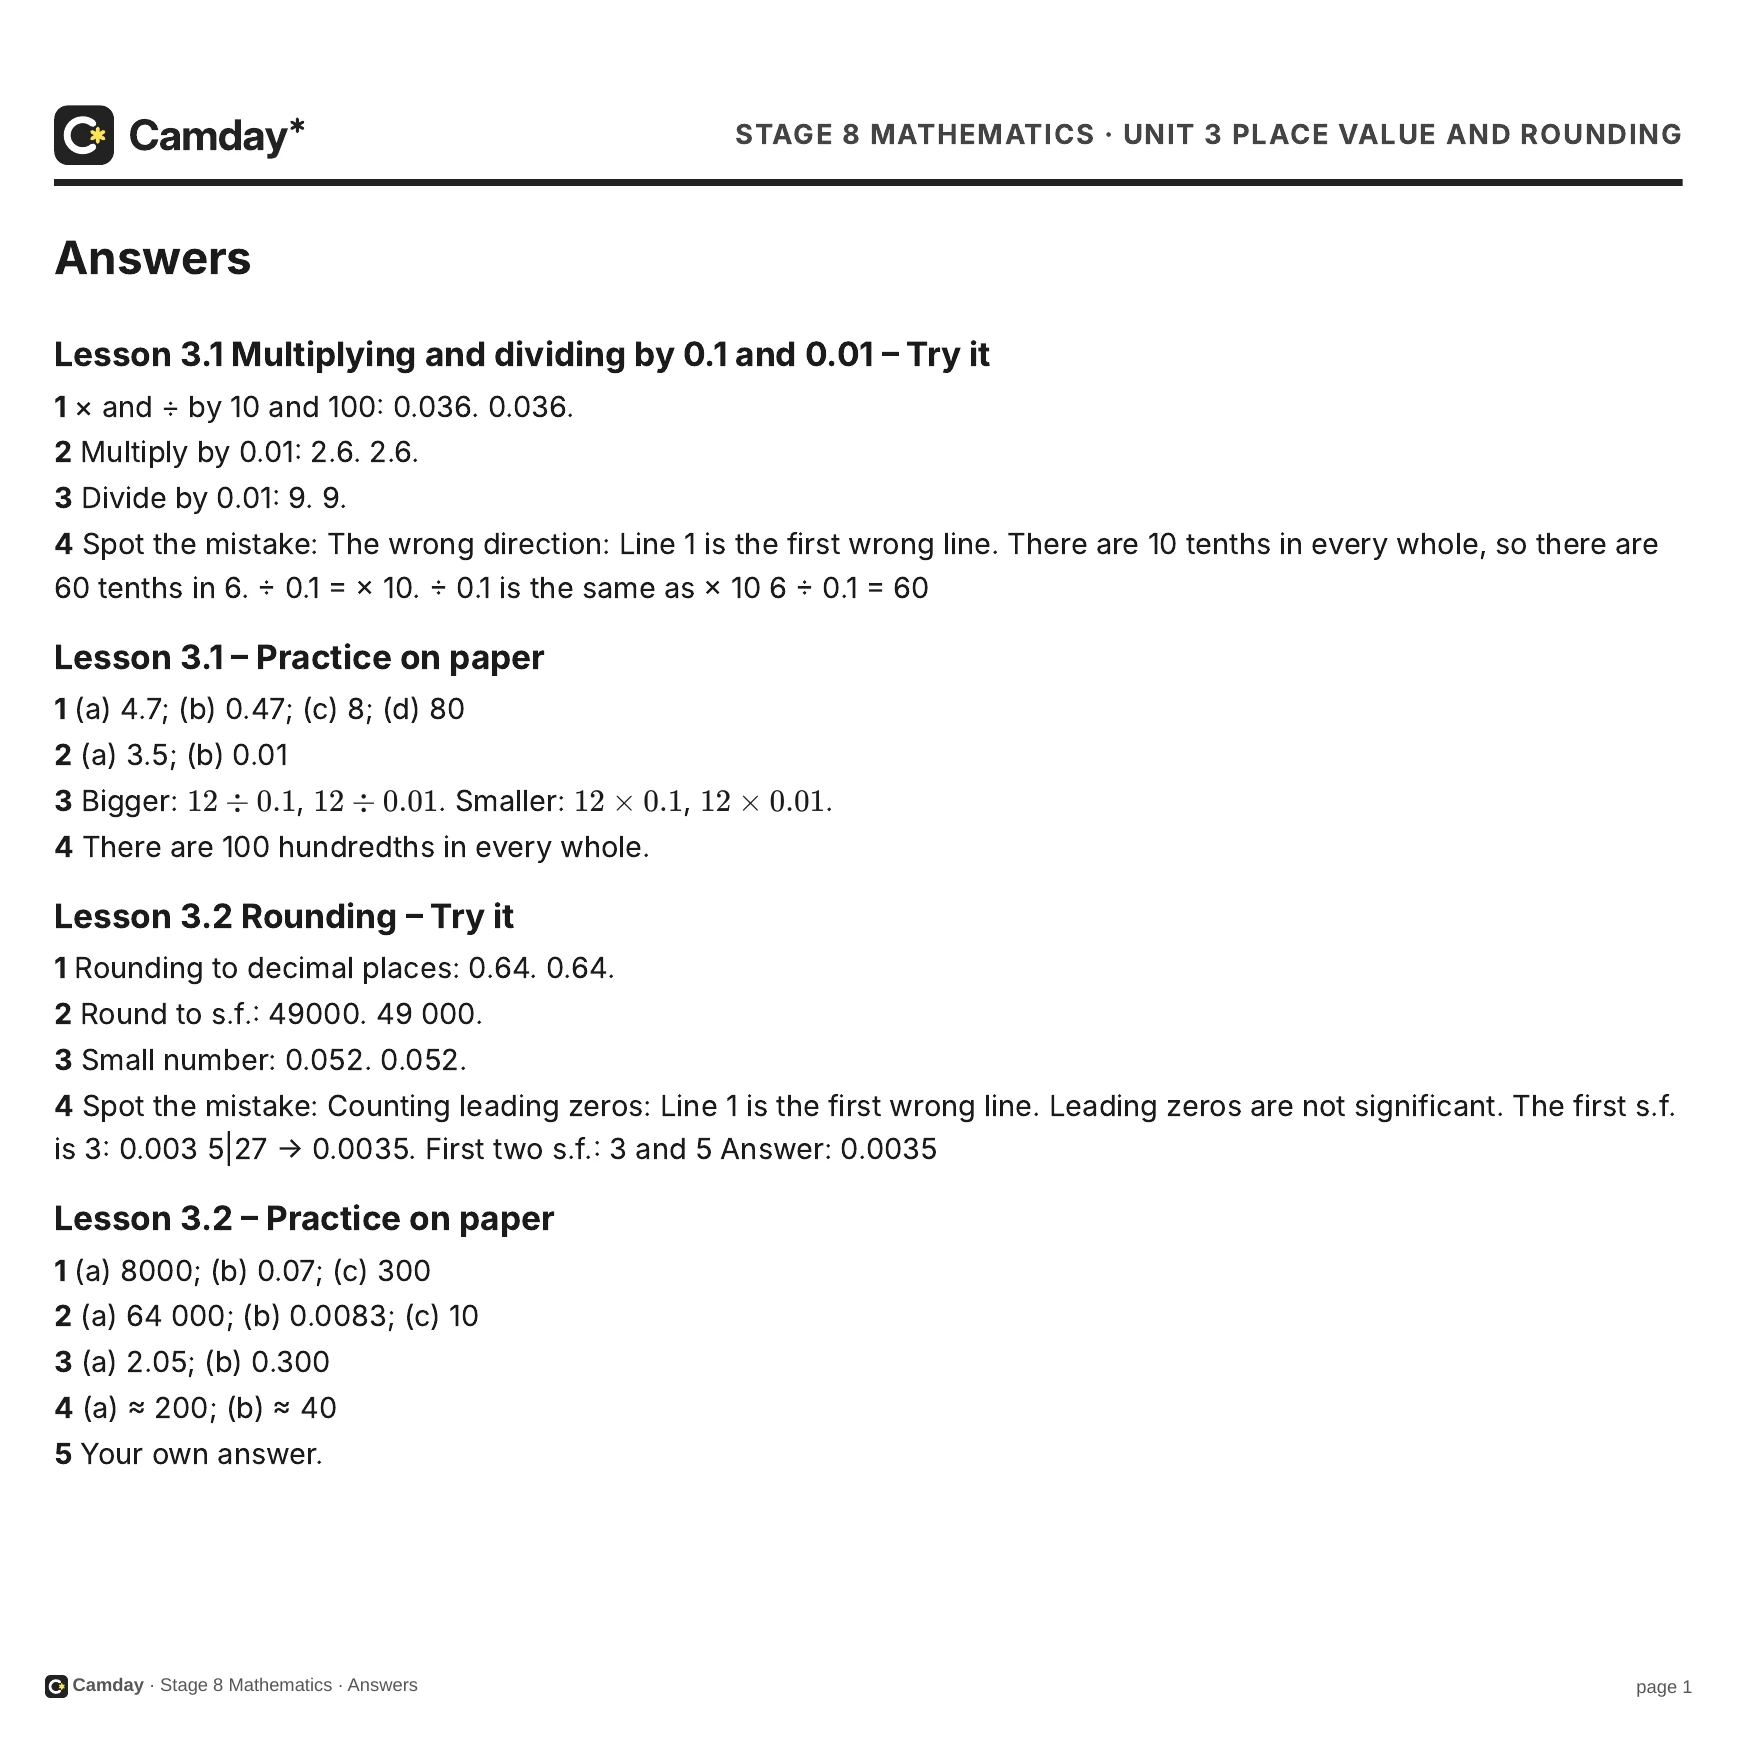 Camday*
STAGE 8 MATHEMATICS · UNIT 3 PLACE VALUE AND ROUNDING
Answers
Lesson 3.1 Multiplying and dividing by 0.1 and 0.01 – Try it
1 × and ÷ by 10 and 100: 0.036. 0.036.
2 Multiply by 0.01: 2.6. 2.6.
3 Divide by 0.01: 9. 9.
4 Spot the mistake: The wrong direction: Line 1 is the first wrong line. There are 10 tenths in every whole, so there are
60 tenths in 6. ÷ 0.1 = × 10. ÷ 0.1 is the same as × 10 6 ÷ 0.1 = 60
Lesson 3.1 – Practice on paper
1 (a) 4.7; (b) 0.47; (c) 8; (d) 80
2 (a) 3.5; (b) 0.01
3 Bigger: 12 ÷ 0.1, 12 ÷ 0.01. Smaller: 12 × 0.1, 12 × 0.01.
4 There are 100 hundredths in every whole.
Lesson 3.2 Rounding – Try it
1 Rounding to decimal places: 0.64. 0.64.
2 Round to s.f.: 49000. 49 000.
3 Small number: 0.052. 0.052.
4 Spot the mistake: Counting leading zeros: Line 1 is the first wrong line. Leading zeros are not significant. The first s.f.
is 3: 0.003 5|27 → 0.0035. First two s.f.: 3 and 5 Answer: 0.0035
Lesson 3.2 – Practice on paper
1 (a) 8000; (b) 0.07; (c) 300
2 (a) 64 000; (b) 0.0083; (c) 10
3 (a) 2.05; (b) 0.300
4 (a) ≈ 200; (b) ≈ 40
5 Your own answer.
Camday · Stage 8 Mathematics · Answers
page 1